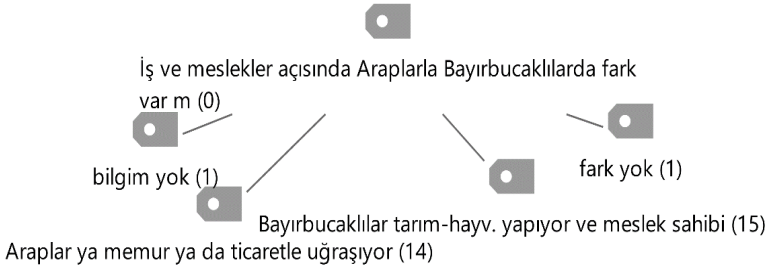 İş ve meslekler açısında Araplarla Bayırbucaklılarda fark
var m (0)
bilgim yok (1)
fark yok (1)
Bayırbucaklılar tarım-hayv. yapıyor ve meslek sahibi (15)
Araplar ya memur ya da ticaretle uğraşıyor (14)